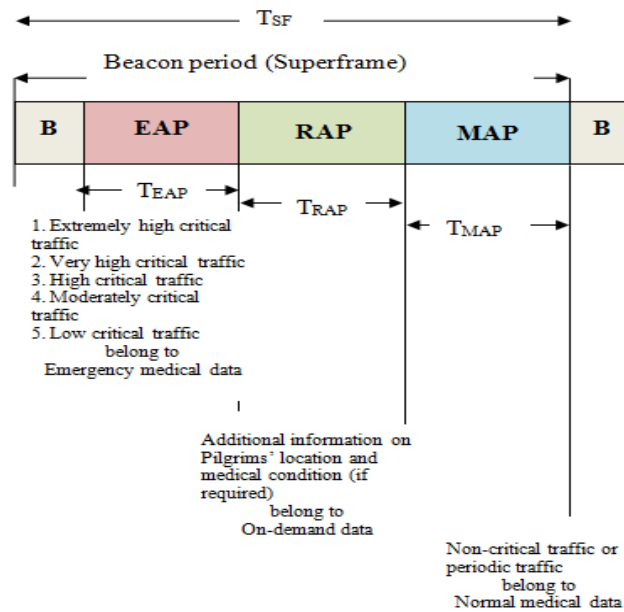 TSF
Beacon period (Superframe)
B EAP RAP MAP B
TEAP
TRAP
TMAP
1. Extremely high critical
traffic
2. Very high critical traffic
3. High critical traffic
4. Moderately critical
traffic
5. Low critical traffic
belong to
Emergency medical data
Additional information on
Pilgrims’ location and
medical condition (if
required)
belong to
On-demand data
Non-critical traffic or
periodic traffic
belong to
Normal medical data